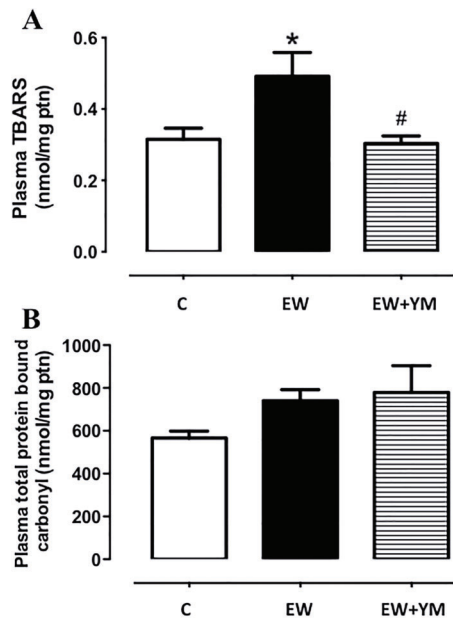 A
Plasma TBARS
(nmol/mg ptn)
0.6
0.4
0.2
0.0
*
#
C EW EW+YM
B
Plasma total protein bound
carbonyl (nmol/mg ptn)
1000
800
600
400
200
0
C EW EW+YM